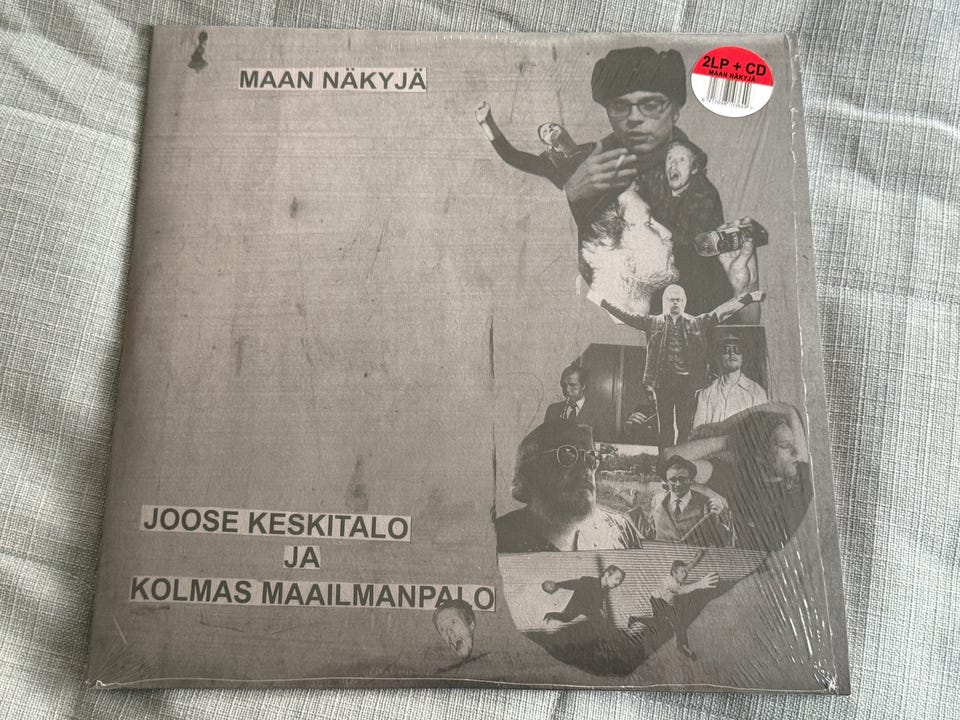 MAAN NÄKYJÄ
2LP + CD
MAAN NÄKYJÄ
JOOSE KESKITALO
JA
KOLMAS MAAILMANPALO